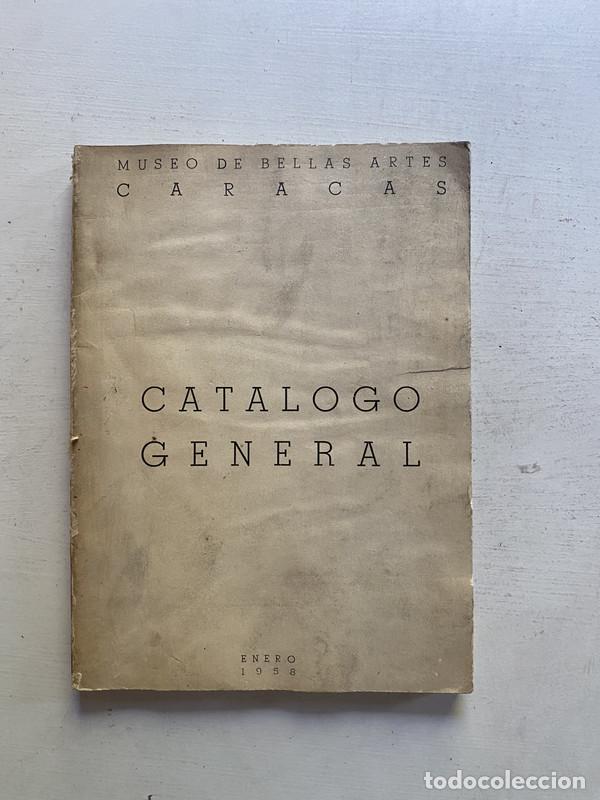 MUSEO DE BELLAS ARTES
CARACAS
CATALOGO
GENERAL
ENERO
1958
todocoleccion